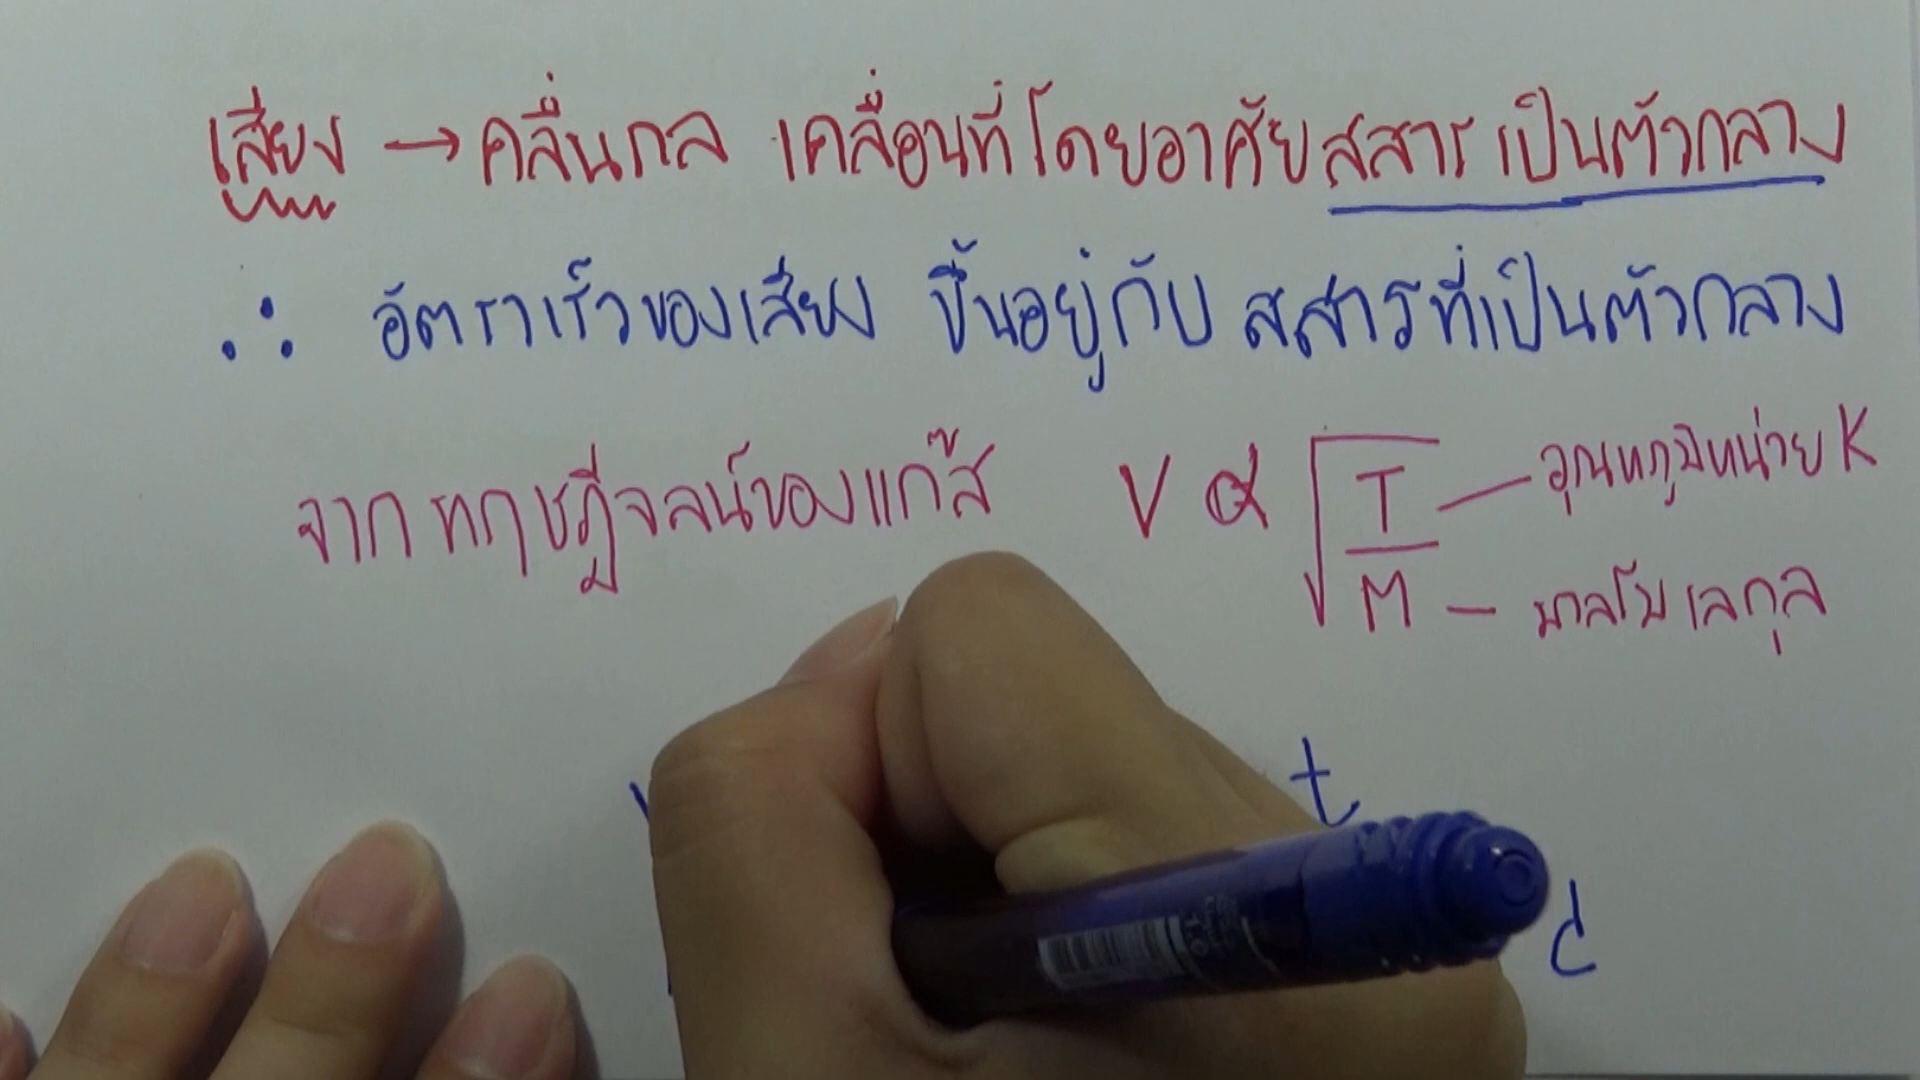 เสียง → คลื่นกล เคลื่อนที่โดยอาศัยสสารเป็นตัวกลาง
∴ อัตราเร็วของเสียง ขึ้นอยู่กับ สสารที่เป็นตัวกลาง
จากทฤษฎีจลน์ของแก๊ส V ∝ √(T/M)
T — อุณหภูมิหน่วย K
M — มวลโมเลกุล
t